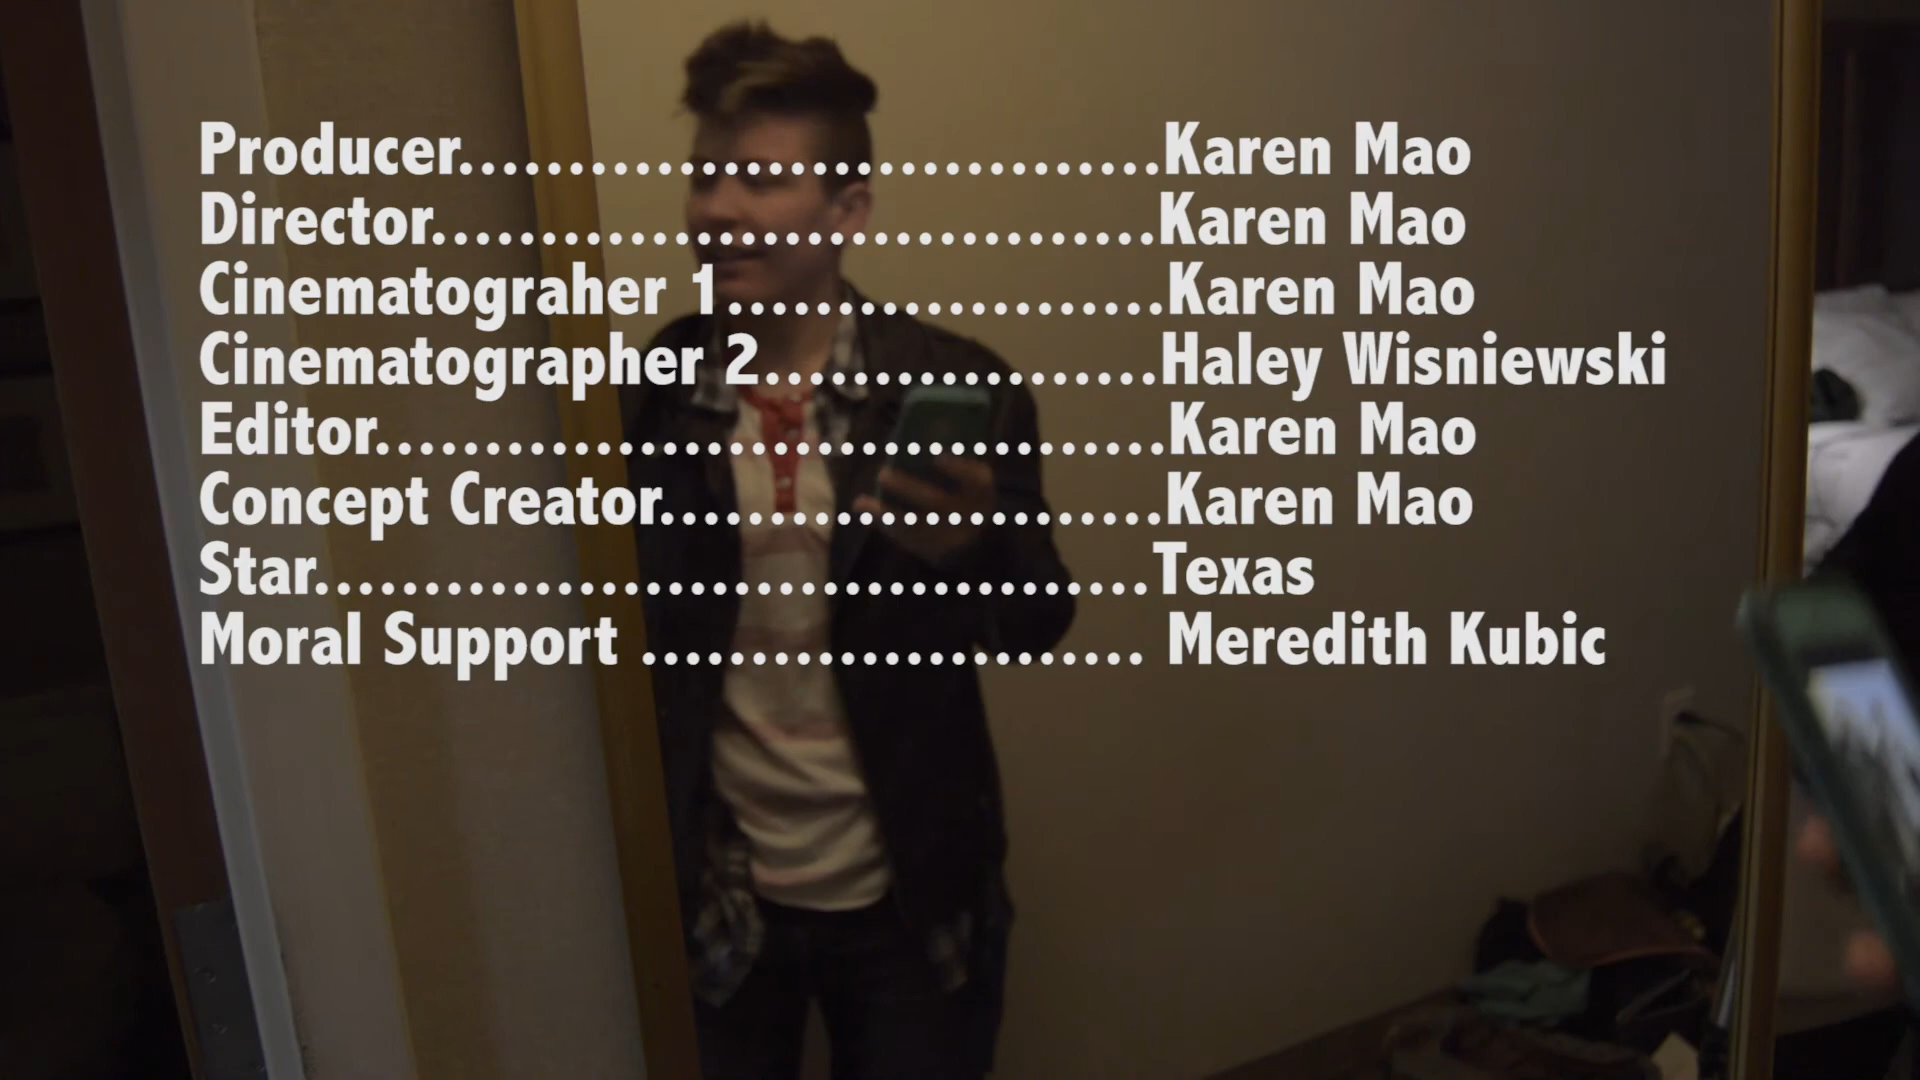 Producer................................Karen Mao
Director.................................Karen Mao
Cinematograher 1....................Karen Mao
Cinematographer 2..................Haley Wisniewski
Editor....................................Karen Mao
Concept Creator.......................Karen Mao
Star......................................Texas
Moral Support ....................... Meredith Kubic